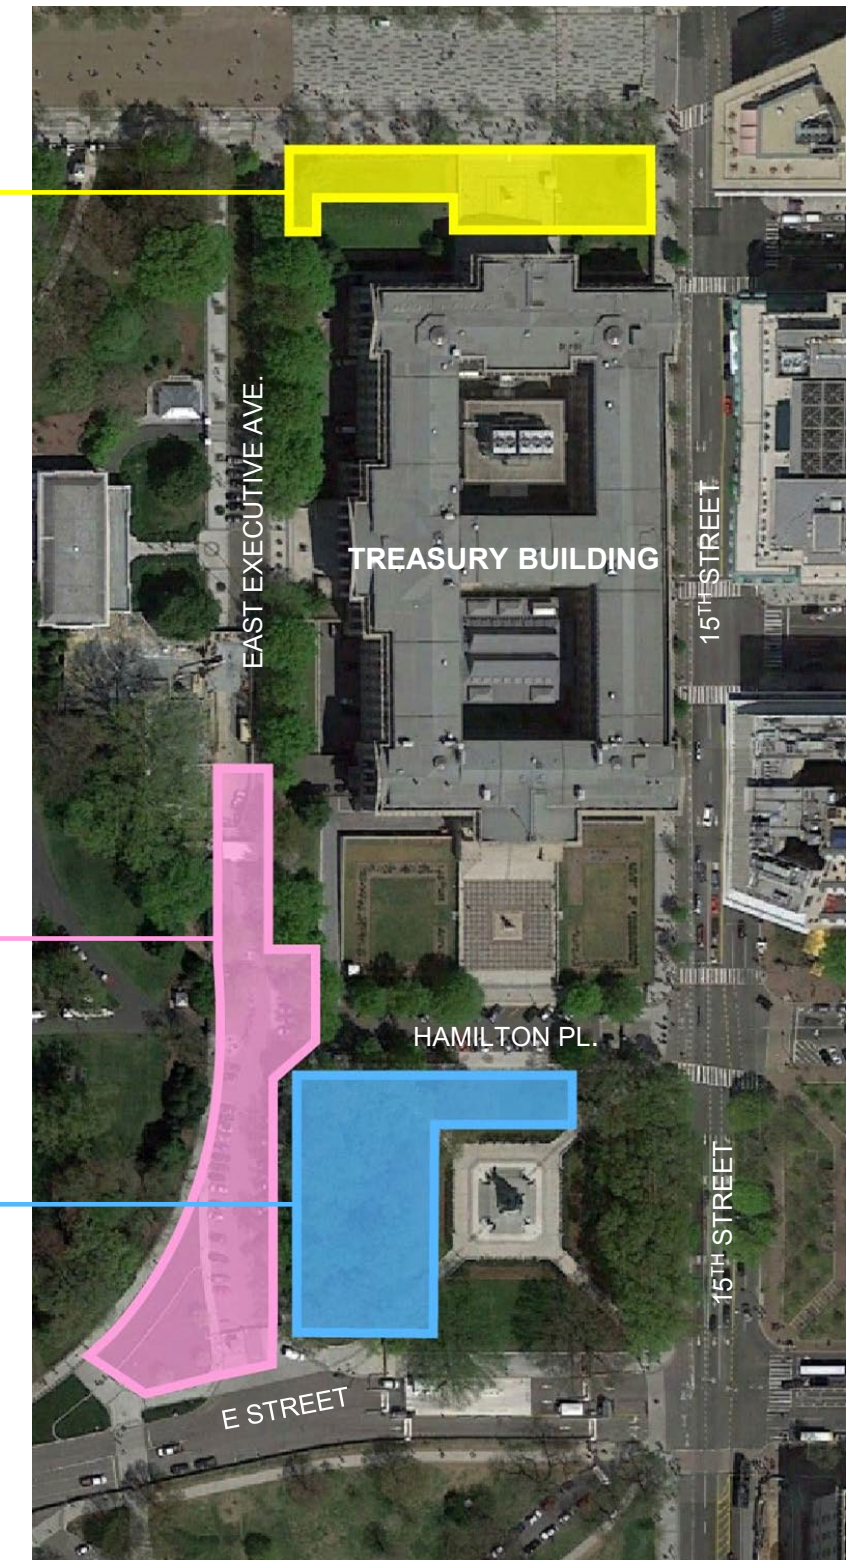 EAST EXECUTIVE AVE.
TREASURY BUILDING
15TH STREET
HAMILTON PL.
15TH STREET
E STREET